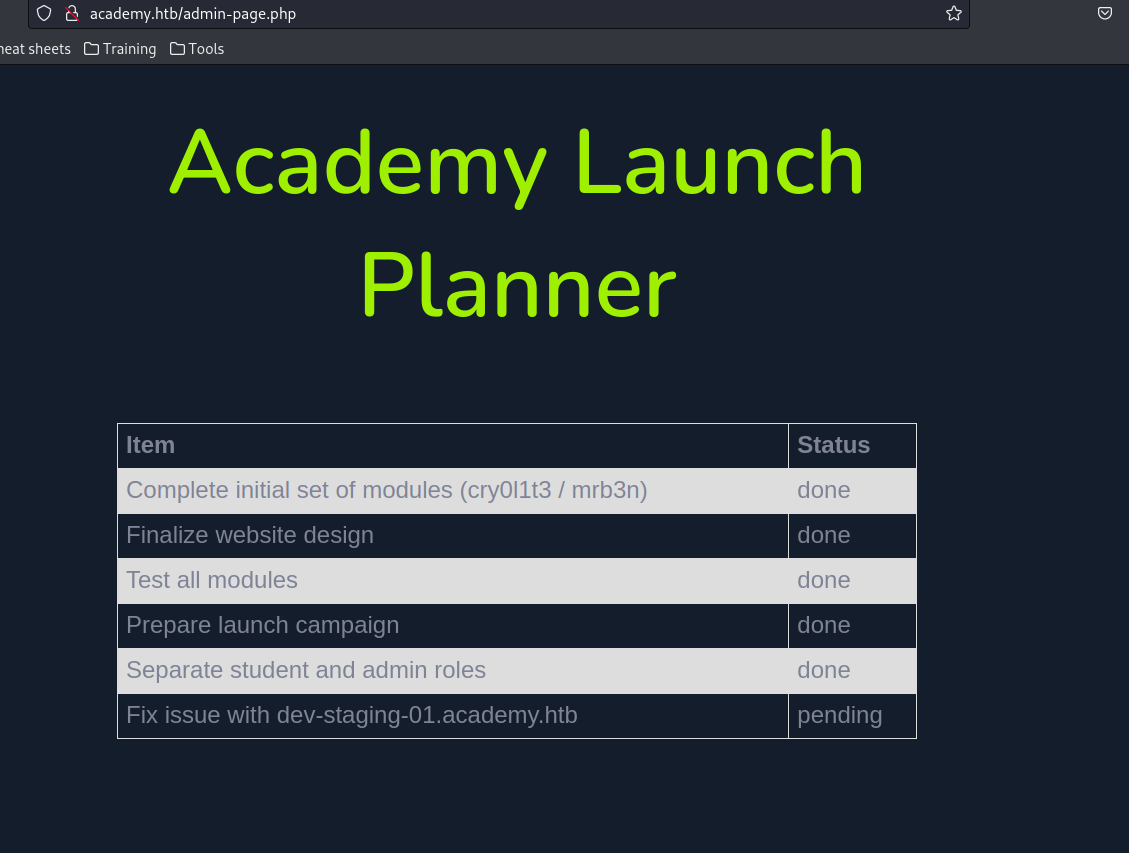 academy.htb/admin-page.php
heat sheets Training Tools
Academy Launch
Planner
Item Status
Complete initial set of modules (cry0l1t3 / mrb3n) done
Finalize website design done
Test all modules done
Prepare launch campaign done
Separate student and admin roles done
Fix issue with dev-staging-01.academy.htb pending